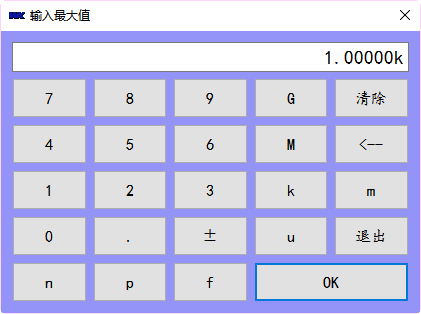 输入最大值
1.00000k
7 8 9 G 清除
4 5 6 M <--
1 2 3 k m
0 . ± u 退出
n p f OK